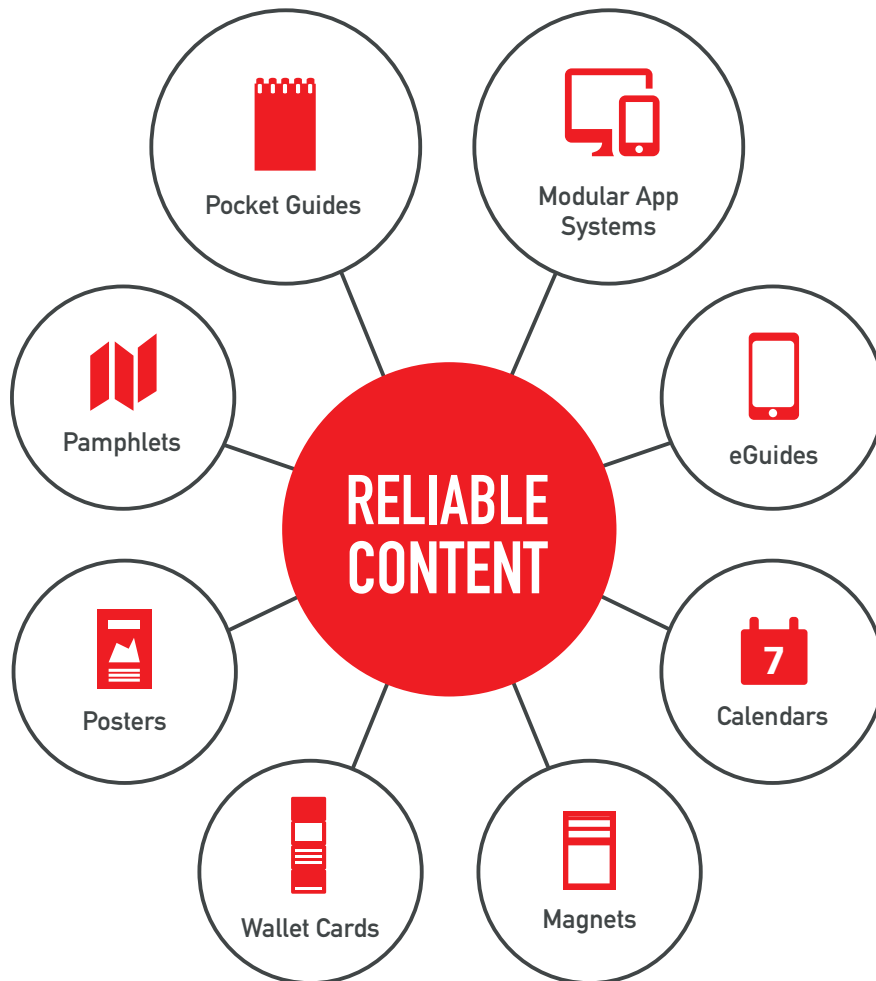 Pocket Guides
Modular App
Systems
Pamphlets
eGuides
RELIABLE
CONTENT
Posters
7
Calendars
Wallet Cards
Magnets